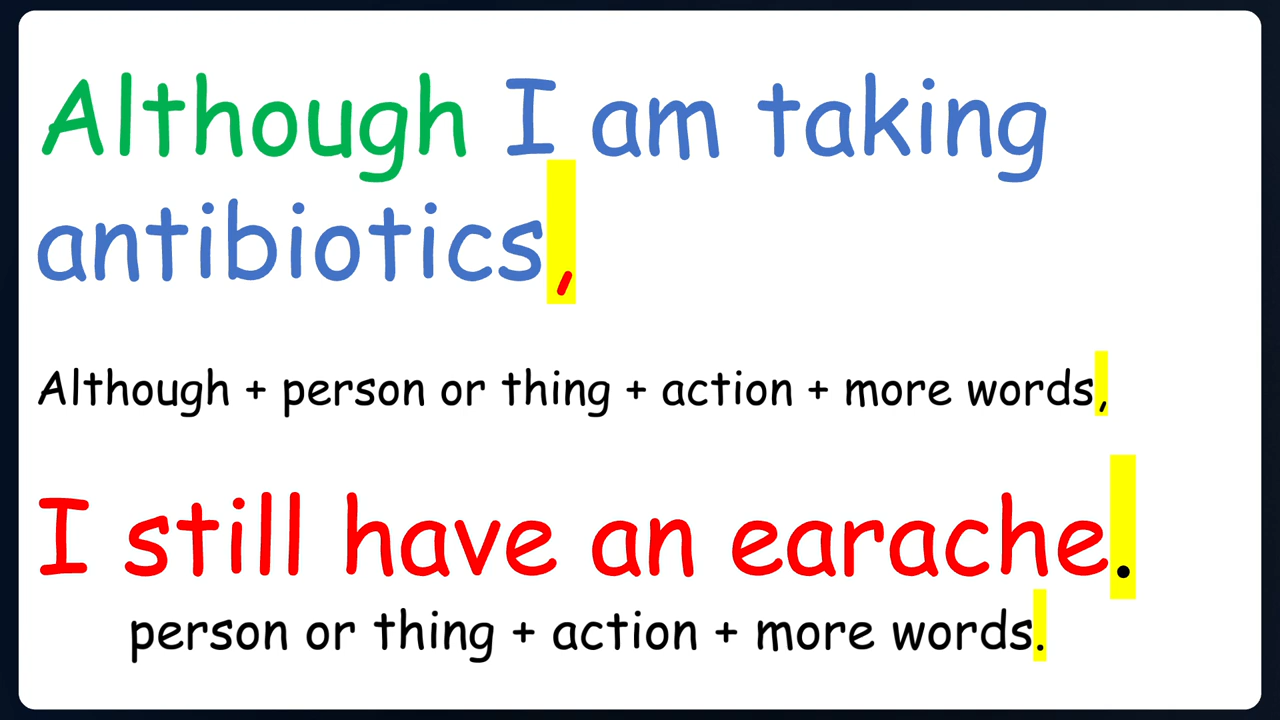 Although I am taking
antibiotics,
Although + person or thing + action + more words,
I still have an earache.
person or thing + action + more words.